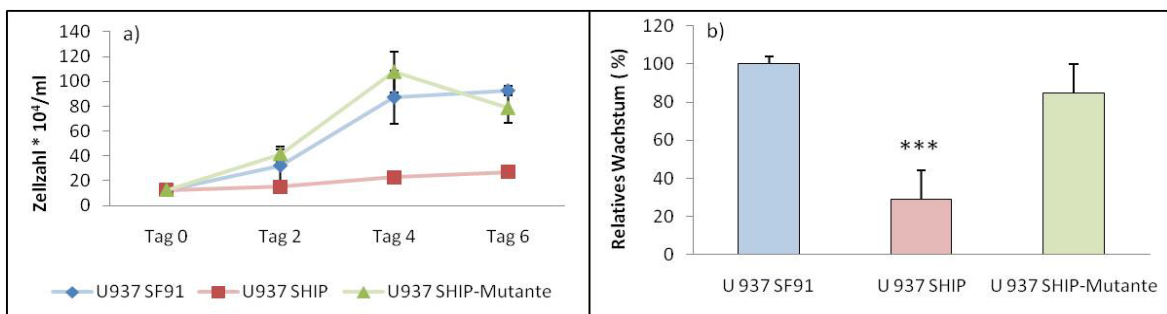 a)
Zellzahl * 10⁴/ml
140
120
100
80
60
40
20
0
Tag 0 Tag 2 Tag 4 Tag 6
U937 SF91 U937 SHIP U937 SHIP-Mutante
b)
Relatives Wachstum ( %)
120
100
80
60
40
20
0
***
U 937 SF91 U 937 SHIP U 937 SHIP-Mutante